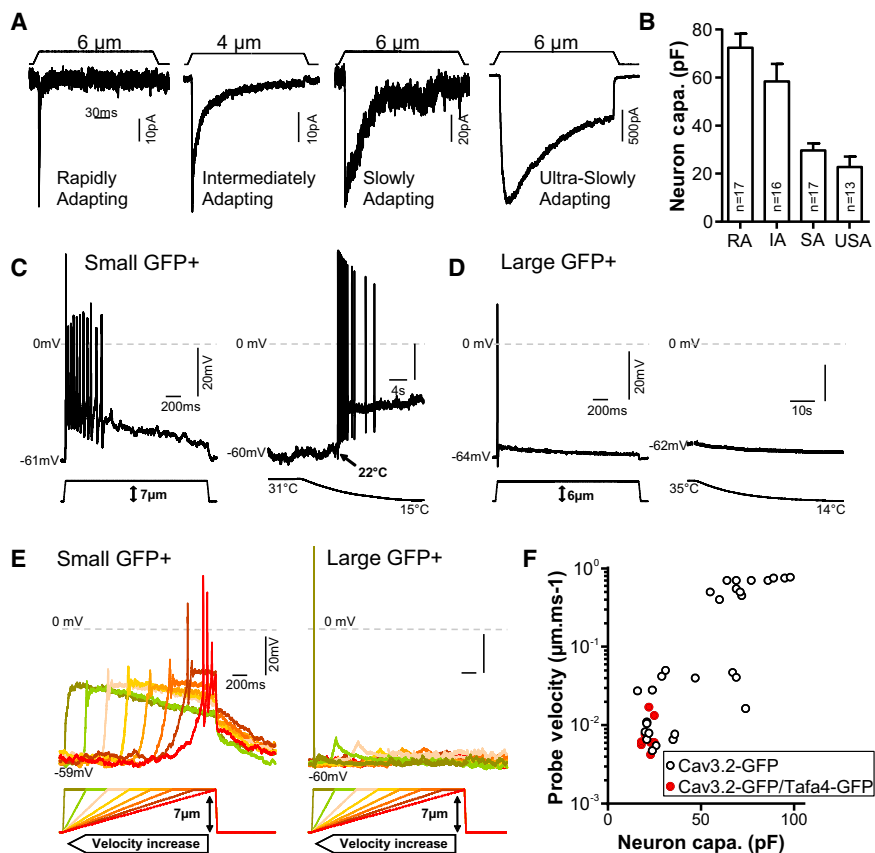 A
6 µm
4 µm
6 µm
6 µm
30ms
10pA
10pA
20pA
500pA
Rapidly
Adapting
Intermediately
Adapting
Slowly
Adapting
Ultra-Slowly
Adapting
B
Neuron capa. (pF)
80
60
40
20
0
n=17
n=16
n=17
n=13
RA
IA
SA
USA
C
Small GFP+
0mV
20mV
200ms
-61mV
7µm
0 mV
4s
-60mV
22°C
31°C
15°C
D
Large GFP+
0 mV
20mV
200ms
-64mV
6µm
0 mV
10s
-62mV
35°C
14°C
E
Small GFP+
0 mV
20mV
200ms
-59mV
7µm
Velocity increase
Large GFP+
0 mV
-60mV
7µm
Velocity increase
F
Probe velocity (µm.ms-1)
10⁰
10⁻¹
10⁻²
10⁻³
Cav3.2-GFP
Cav3.2-GFP/Tafa4-GFP
0
50
100
Neuron capa. (pF)